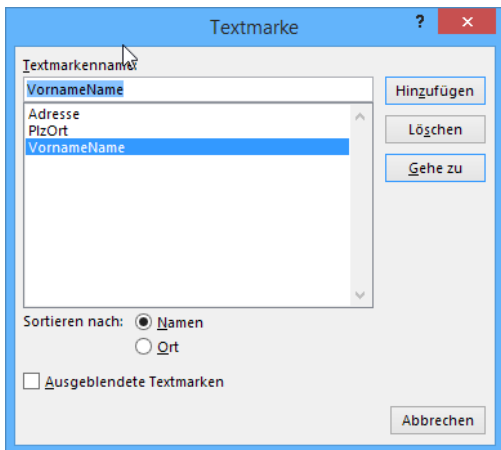 Textmarke
?
Textmarkenname:
VornameName
Hinzufügen
Adresse
PlzOrt
VornameName
Löschen
Gehe zu
Sortieren nach:
Namen
Ort
Ausgeblendete Textmarken
Abbrechen